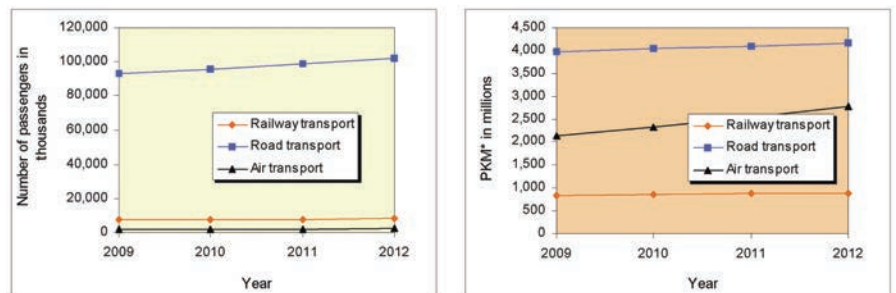 120,000
100,000
80,000
60,000
40,000
20,000
0
Number of passengers in
thousands
Railway transport
Road transport
Air transport
2009 2010 2011 2012
Year
4,500
4,000
3,500
3,000
2,500
2,000
1,500
1,000
500
0
PKM* in millions
Railway transport
Road transport
Air transport
2009 2010 2011 2012
Year